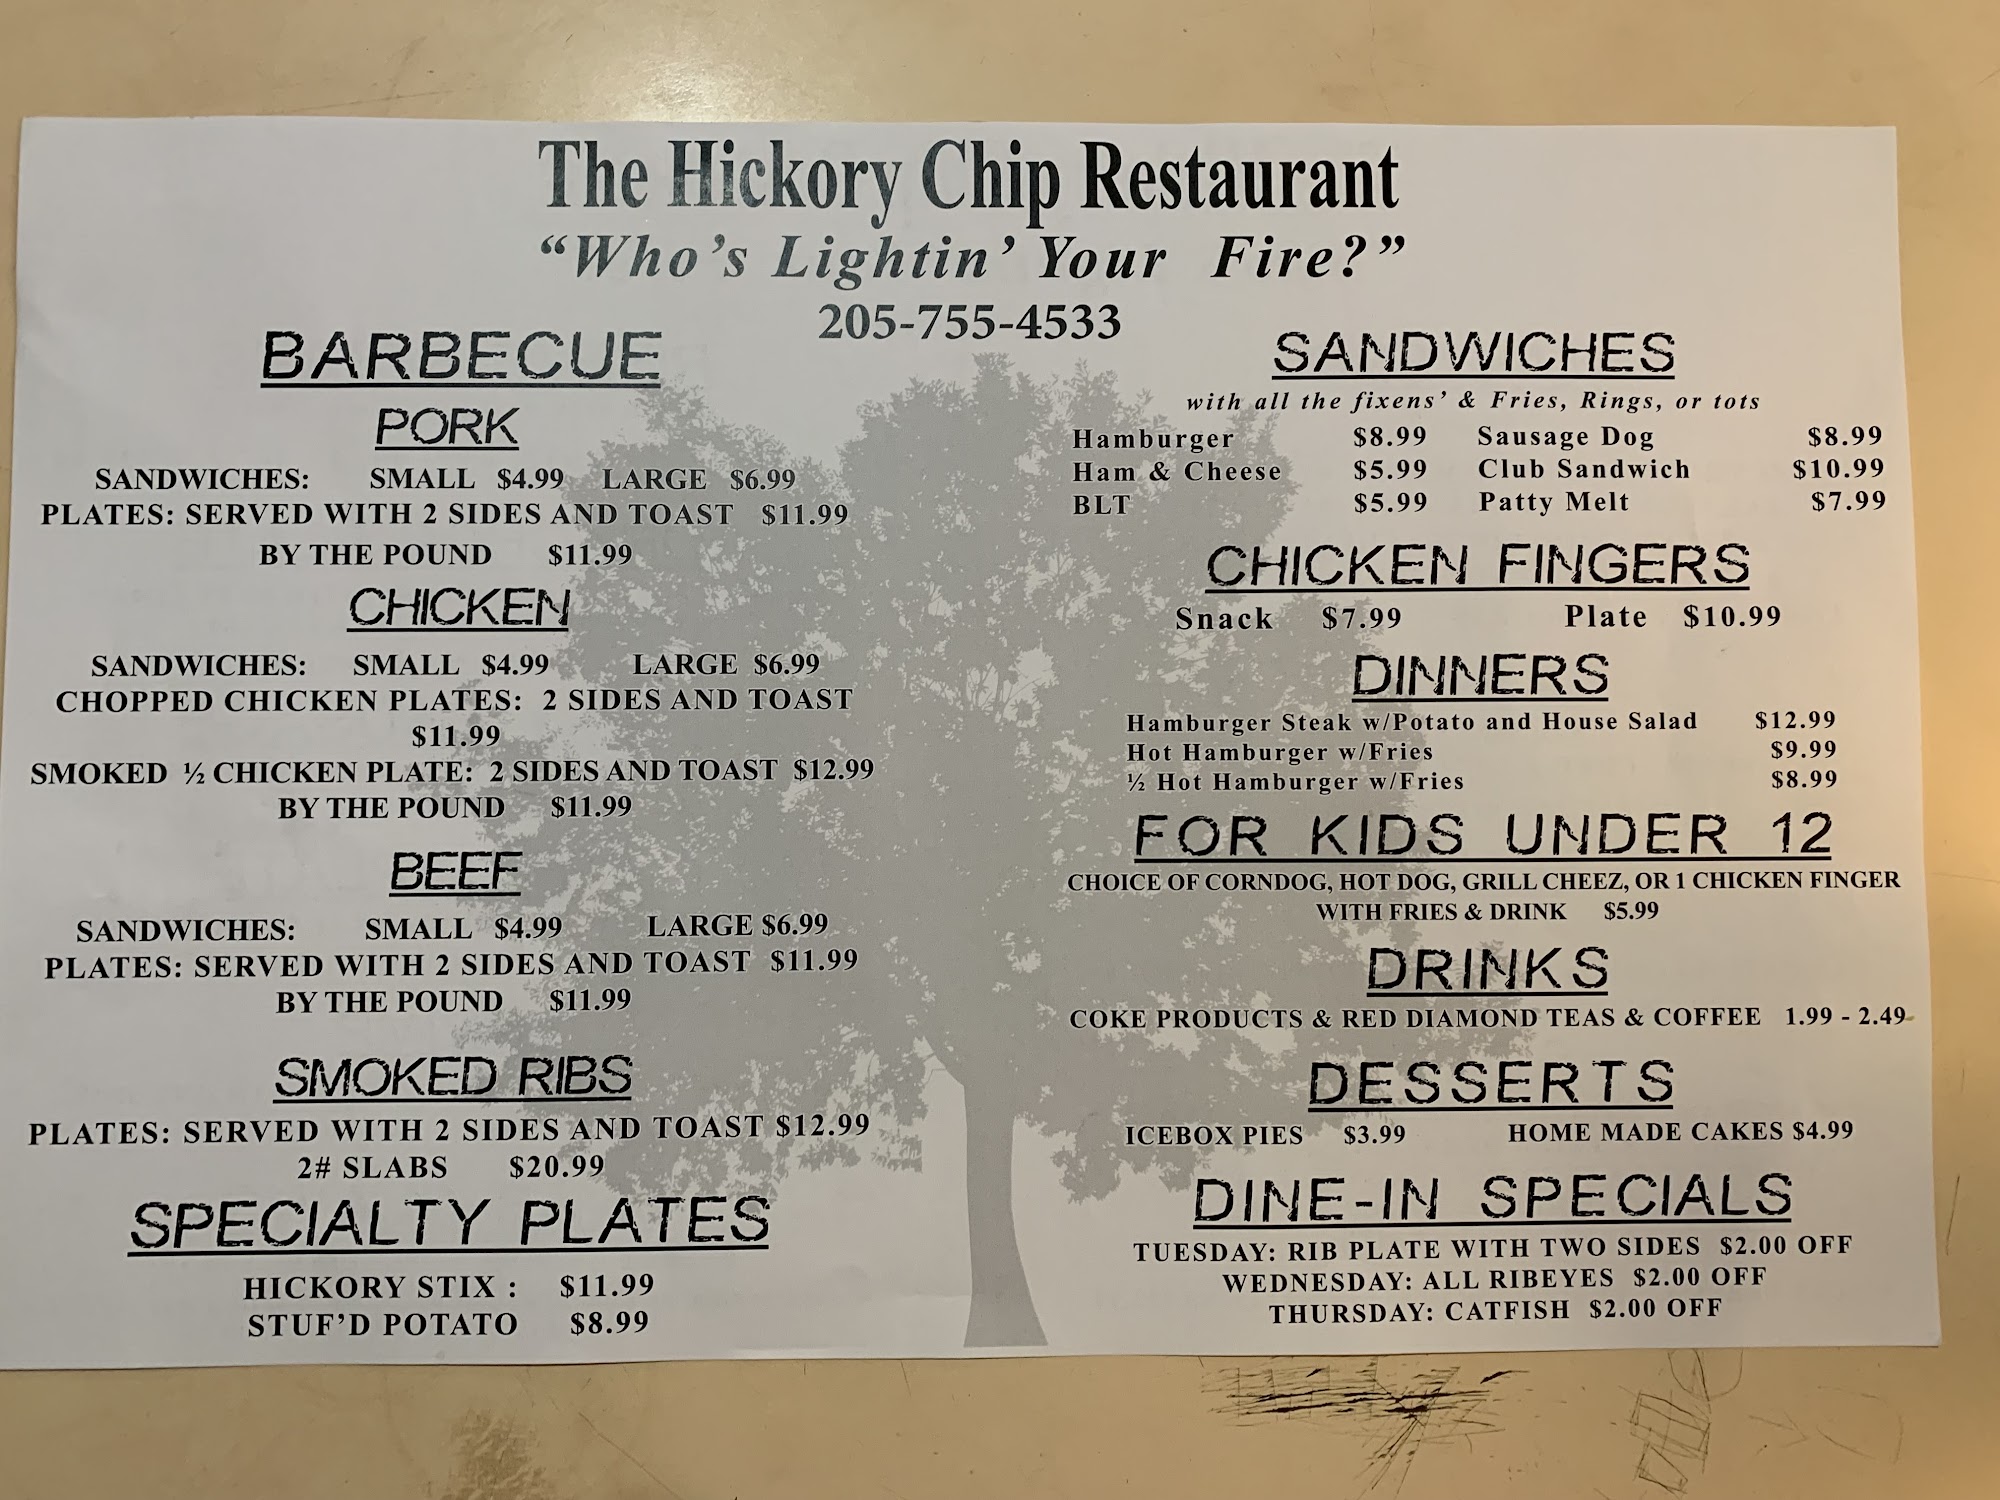 The Hickory Chip Restaurant
"Who's Lightin' Your Fire?"
205-755-4533
BARBECUE
PORK
SANDWICHES: SMALL $4.99 LARGE $6.99
PLATES: SERVED WITH 2 SIDES AND TOAST $11.99
BY THE POUND $11.99
CHICKEN
SANDWICHES: SMALL $4.99 LARGE $6.99
CHOPPED CHICKEN PLATES: 2 SIDES AND TOAST
$11.99
SMOKED ½ CHICKEN PLATE: 2 SIDES AND TOAST $12.99
BY THE POUND $11.99
BEEF
SANDWICHES: SMALL $4.99 LARGE $6.99
PLATES: SERVED WITH 2 SIDES AND TOAST $11.99
BY THE POUND $11.99
SMOKED RIBS
PLATES: SERVED WITH 2 SIDES AND TOAST $12.99
2# SLABS $20.99
SPECIALTY PLATES
HICKORY STIX : $11.99
STUF'D POTATO $8.99
SANDWICHES
with all the fixens' & Fries, Rings, or tots
Hamburger $8.99 Sausage Dog $8.99
Ham & Cheese $5.99 Club Sandwich $10.99
BLT $5.99 Patty Melt $7.99
CHICKEN FINGERS
Snack $7.99 Plate $10.99
DINNERS
Hamburger Steak w/Potato and House Salad $12.99
Hot Hamburger w/Fries $9.99
½ Hot Hamburger w/Fries $8.99
FOR KIDS UNDER 12
CHOICE OF CORNDOG, HOT DOG, GRILL CHEEZ, OR 1 CHICKEN FINGER
WITH FRIES & DRINK $5.99
DRINKS
COKE PRODUCTS & RED DIAMOND TEAS & COFFEE 1.99 - 2.49
DESSERTS
ICEBOX PIES $3.99 HOME MADE CAKES $4.99
DINE-IN SPECIALS
TUESDAY: RIB PLATE WITH TWO SIDES $2.00 OFF
WEDNESDAY: ALL RIBEYES $2.00 OFF
THURSDAY: CATFISH $2.00 OFF